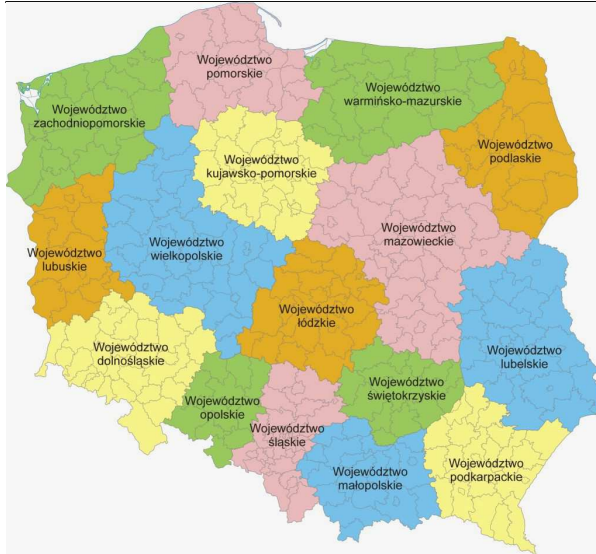 Województwo
pomorskie
Województwo
zachodniopomorskie
Województwo
warmińsko-mazurskie
Województwo
podlaskie
Województwo
kujawsko-pomorskie
Województwo
mazowieckie
Województwo
wielkopolskie
Województwo
lubuskie
Województwo
łódzkie
Województwo
dolnośląskie
Województwo
lubelskie
Województwo
świętokrzyskie
Województwo
opolskie
Województwo
śląskie
Województwo
małopolskie
Województwo
podkarpackie